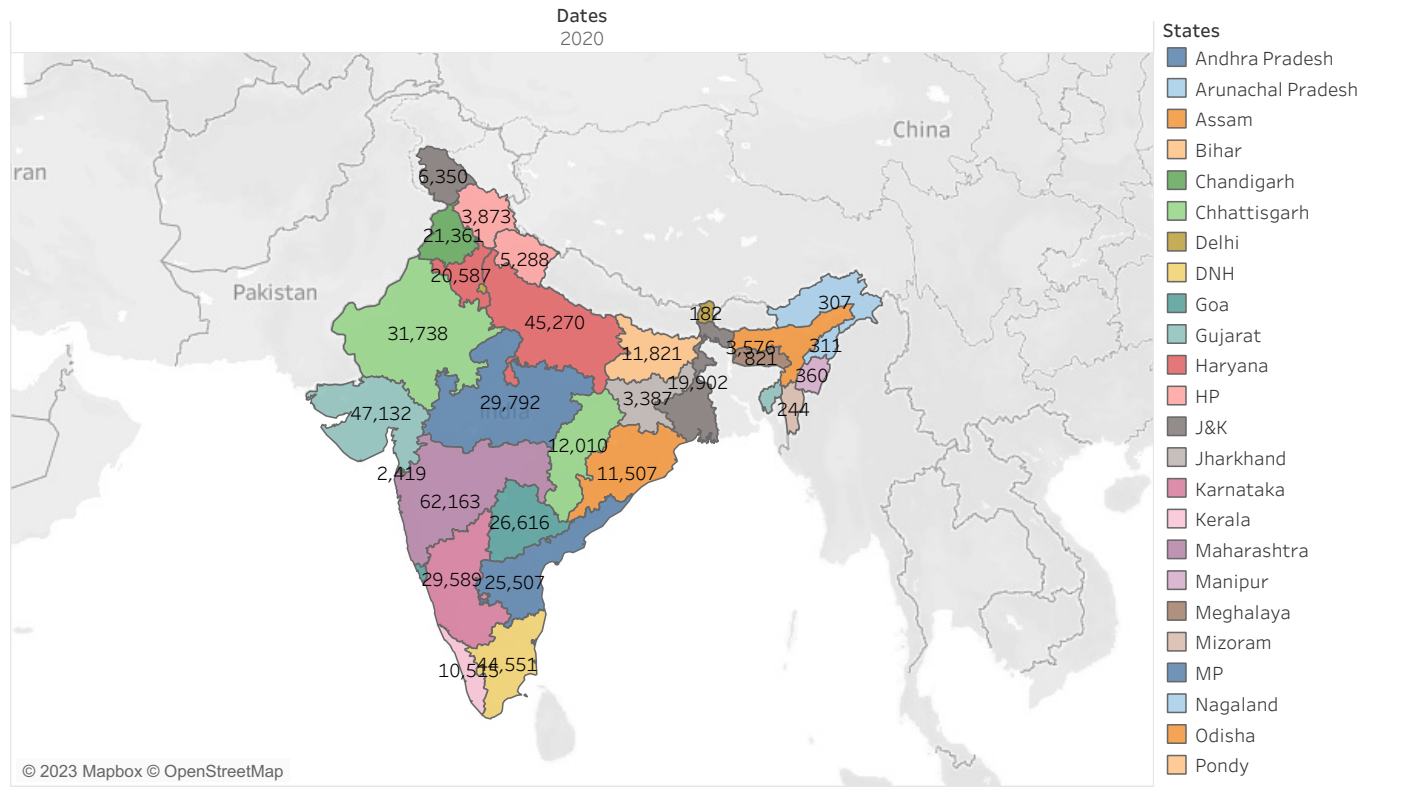 Dates
2020
States
Andhra Pradesh
Arunachal Pradesh
Assam
Bihar
Chandigarh
Chhattisgarh
Delhi
DNH
Goa
Gujarat
Haryana
HP
J&K
Jharkhand
Karnataka
Kerala
Maharashtra
Manipur
Meghalaya
Mizoram
MP
Nagaland
Odisha
Pondy
China
ran
Pakistan
India
6,350
3,873
21,361
5,288
20,587
31,738
45,270
182
307
3,576
311
821
11,821
360
19,902
3,387
244
47,132
29,792
12,010
2,419
11,507
62,163
26,616
29,589
25,507
10,515
44,551
© 2023 Mapbox © OpenStreetMap